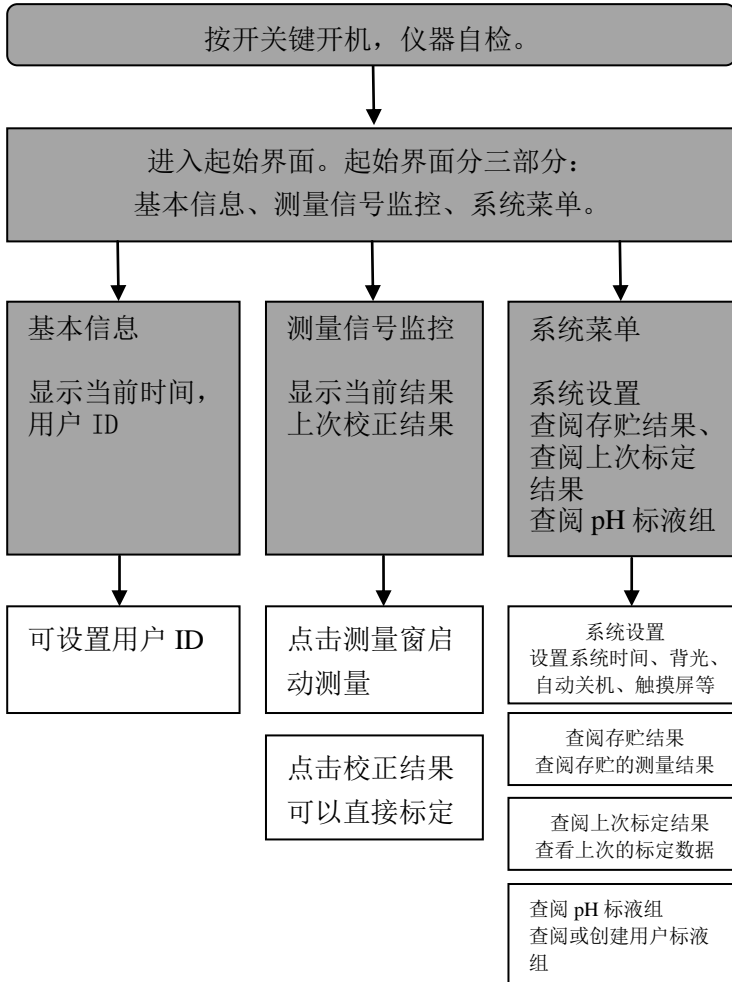 按开关键开机，仪器自检。
进入起始界面。起始界面分三部分：
基本信息、测量信号监控、系统菜单。
基本信息
显示当前时间，
用户 ID
测量信号监控
显示当前结果
上次校正结果
系统菜单
系统设置
查阅存贮结果、
查阅上次标定
结果
查阅 pH 标液组
可设置用户 ID
点击测量窗启
动测量
点击校正结果
可以直接标定
系统设置
设置系统时间、背光、
自动关机、触摸屏等
查阅存贮结果
查阅存贮的测量结果
查阅上次标定结果
查看上次的标定数据
查阅 pH 标液组
查阅或创建用户标液
组